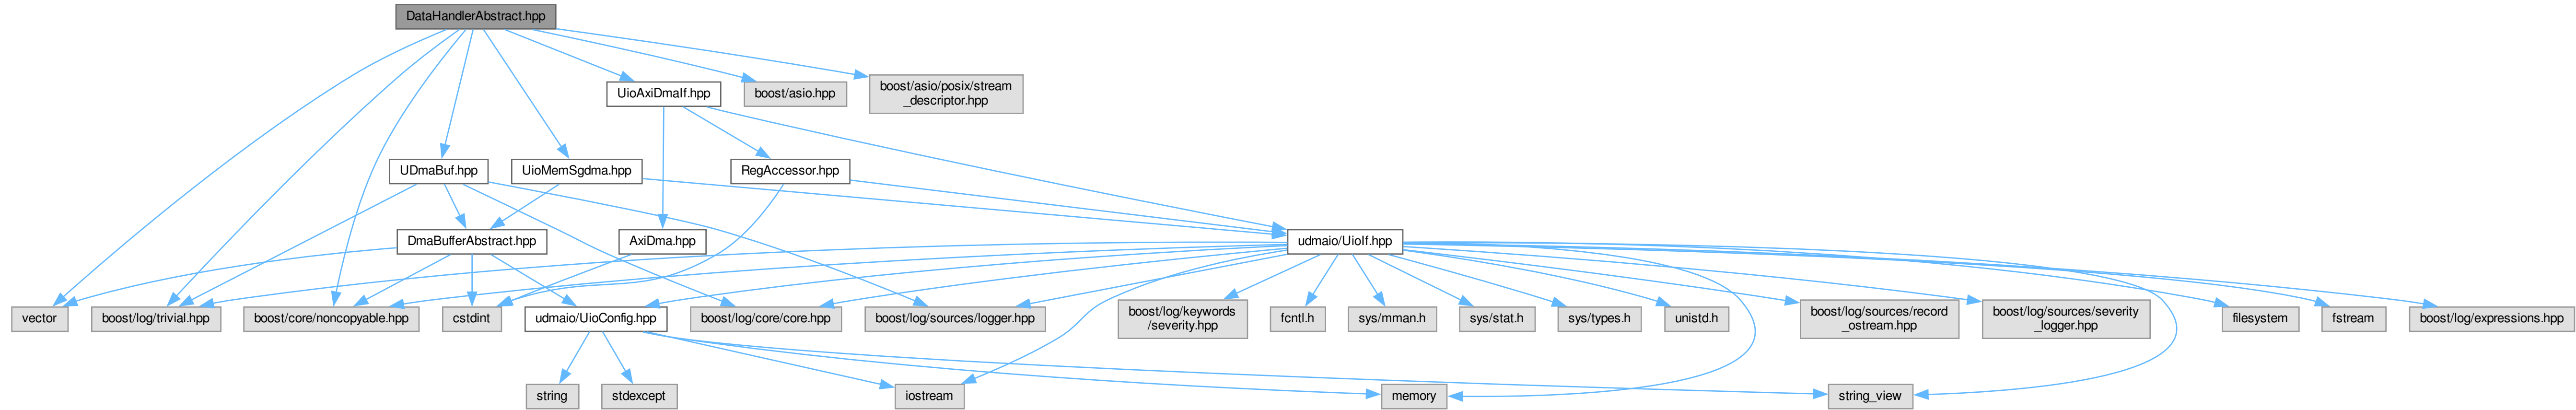 DataHandlerAbstract.hpp
UioAxiDmaIf.hpp
boost/asio.hpp
boost/asio/posix/stream
_descriptor.hpp
UDmaBuf.hpp
UioMemSgdma.hpp
RegAccessor.hpp
DmaBufferAbstract.hpp
AxiDma.hpp
udmaio/UioIf.hpp
vector
boost/log/trivial.hpp
boost/core/noncopyable.hpp
cstdint
udmaio/UioConfig.hpp
boost/log/core/core.hpp
boost/log/sources/logger.hpp
boost/log/keywords
/severity.hpp
fcntl.h
sys/mman.h
sys/stat.h
sys/types.h
unistd.h
boost/log/sources/record
_ostream.hpp
boost/log/sources/severity
_logger.hpp
filesystem
fstream
boost/log/expressions.hpp
string
stdexcept
iostream
memory
string_view